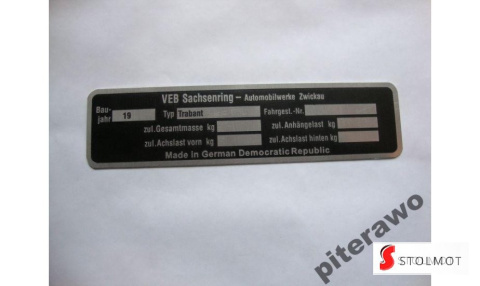 VEB Sachsenring – Automobilwerke Zwickau
Bau-
jahr 19 Typ Trabant Fahrgest.-Nr.
zul. Gesamtmasse kg zul. Anhängelast kg
zul. Achslast vorn kg zul. Achslast hinten kg
Made in German Democratic Republic
piterawo
S STOLMOT